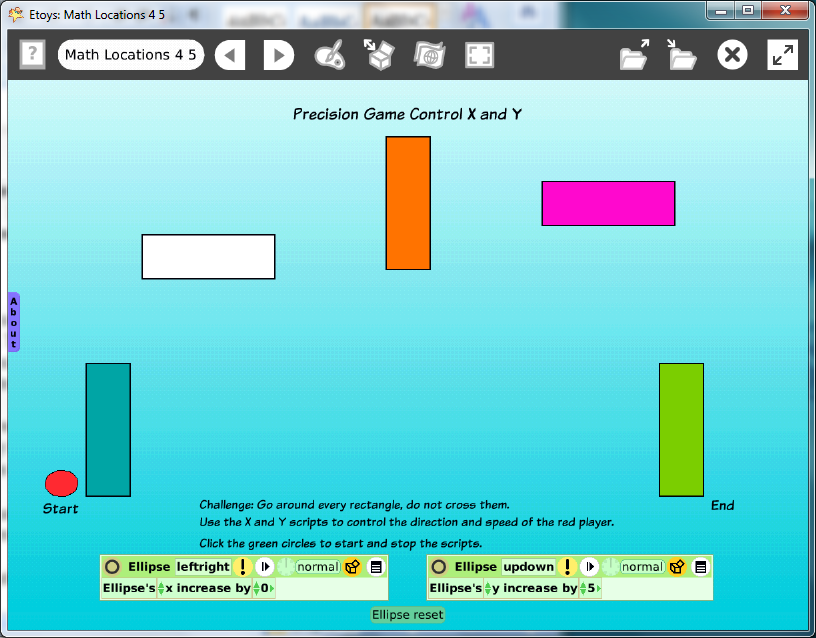 Etoys: Math Locations 4 5
?
Math Locations 4 5
Precision Game Control X and Y
About
Start
End
Challenge: Go around every rectangle, do not cross them.
Use the X and Y scripts to control the direction and speed of the rad player.
Click the green circles to start and stop the scripts.
Ellipse leftright ! normal
Ellipse's x increase by 0
Ellipse updown ! normal
Ellipse's y increase by 5
Ellipse reset